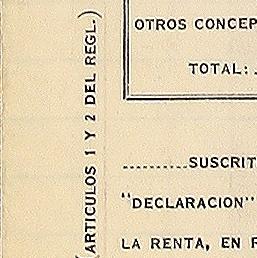 (ARTICULOS 1 Y 2 DEL REGL.)
OTROS CONCEP
TOTAL:.
..........SUSCRIT
"DECLARACION"
LA RENTA, EN